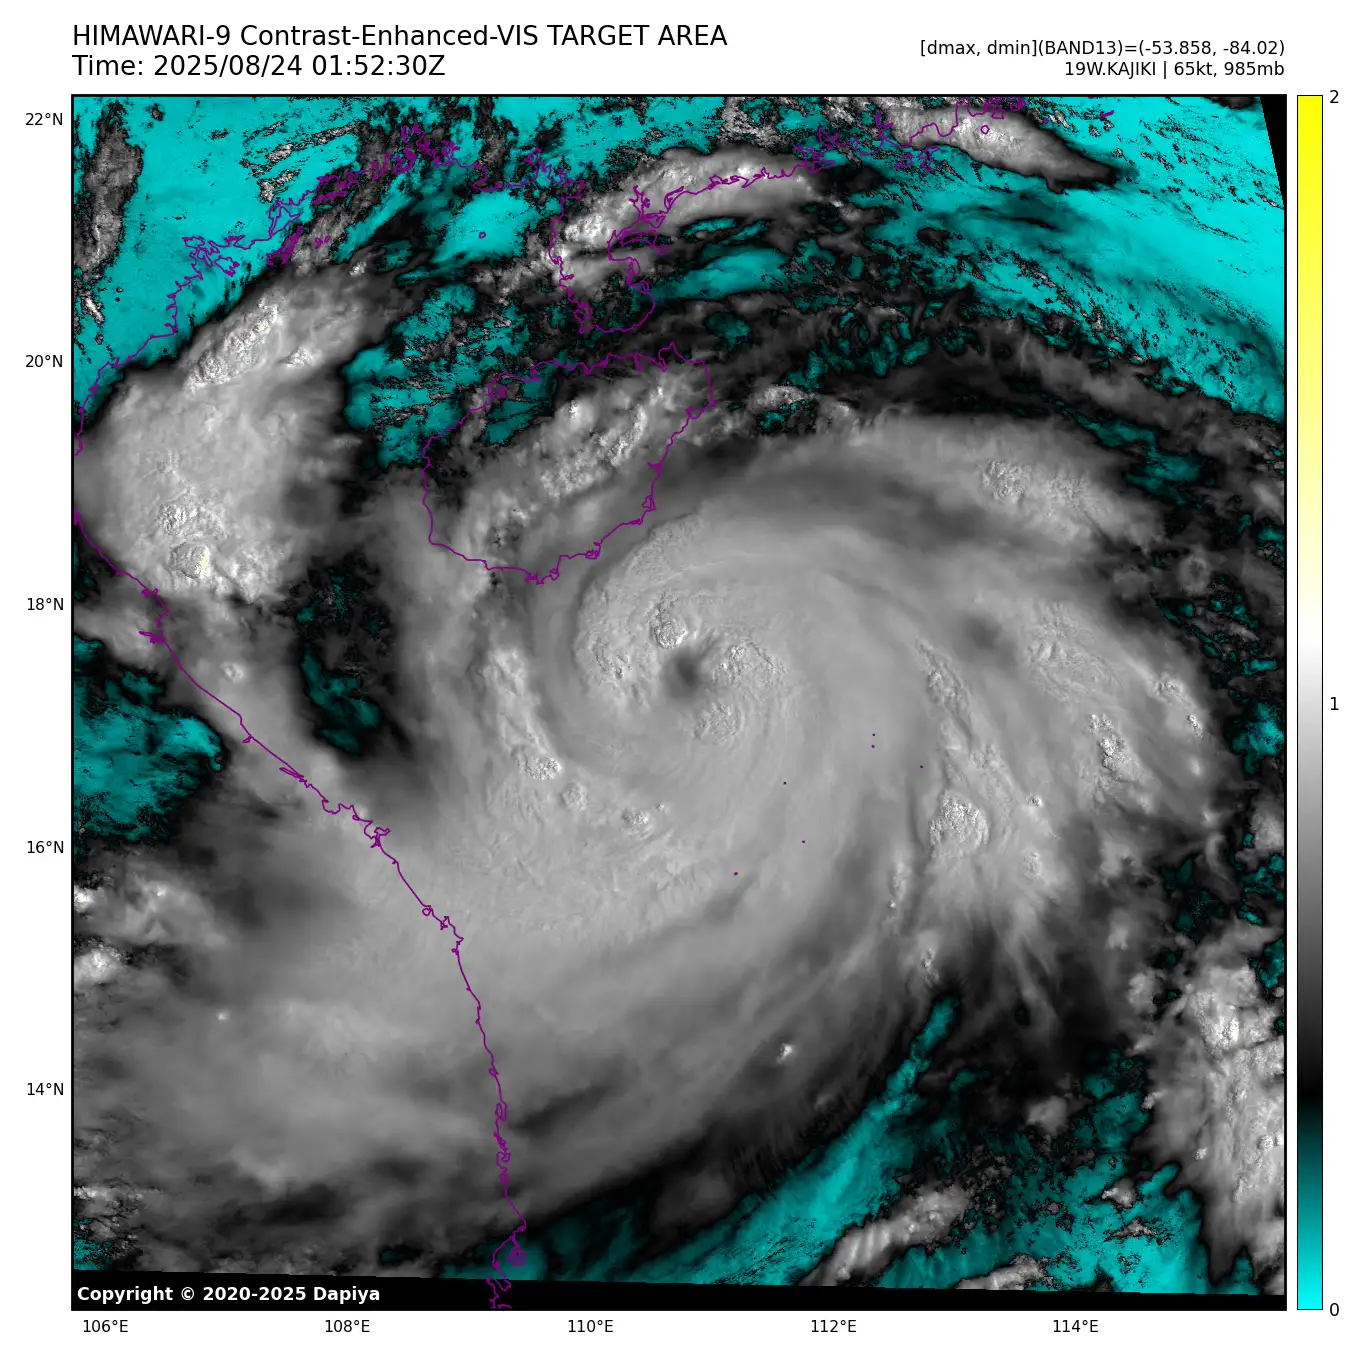 HIMAWARI-9 Contrast-Enhanced-VIS TARGET AREA
Time: 2025/08/24 01:52:30Z
[dmax, dmin](BAND13)=(-53.858, -84.02)
19W.KAJIKI | 65kt, 985mb
22°N
20°N
18°N
16°N
14°N
2
1
0
Copyright © 2020-2025 Dapiya
106°E
108°E
110°E
112°E
114°E